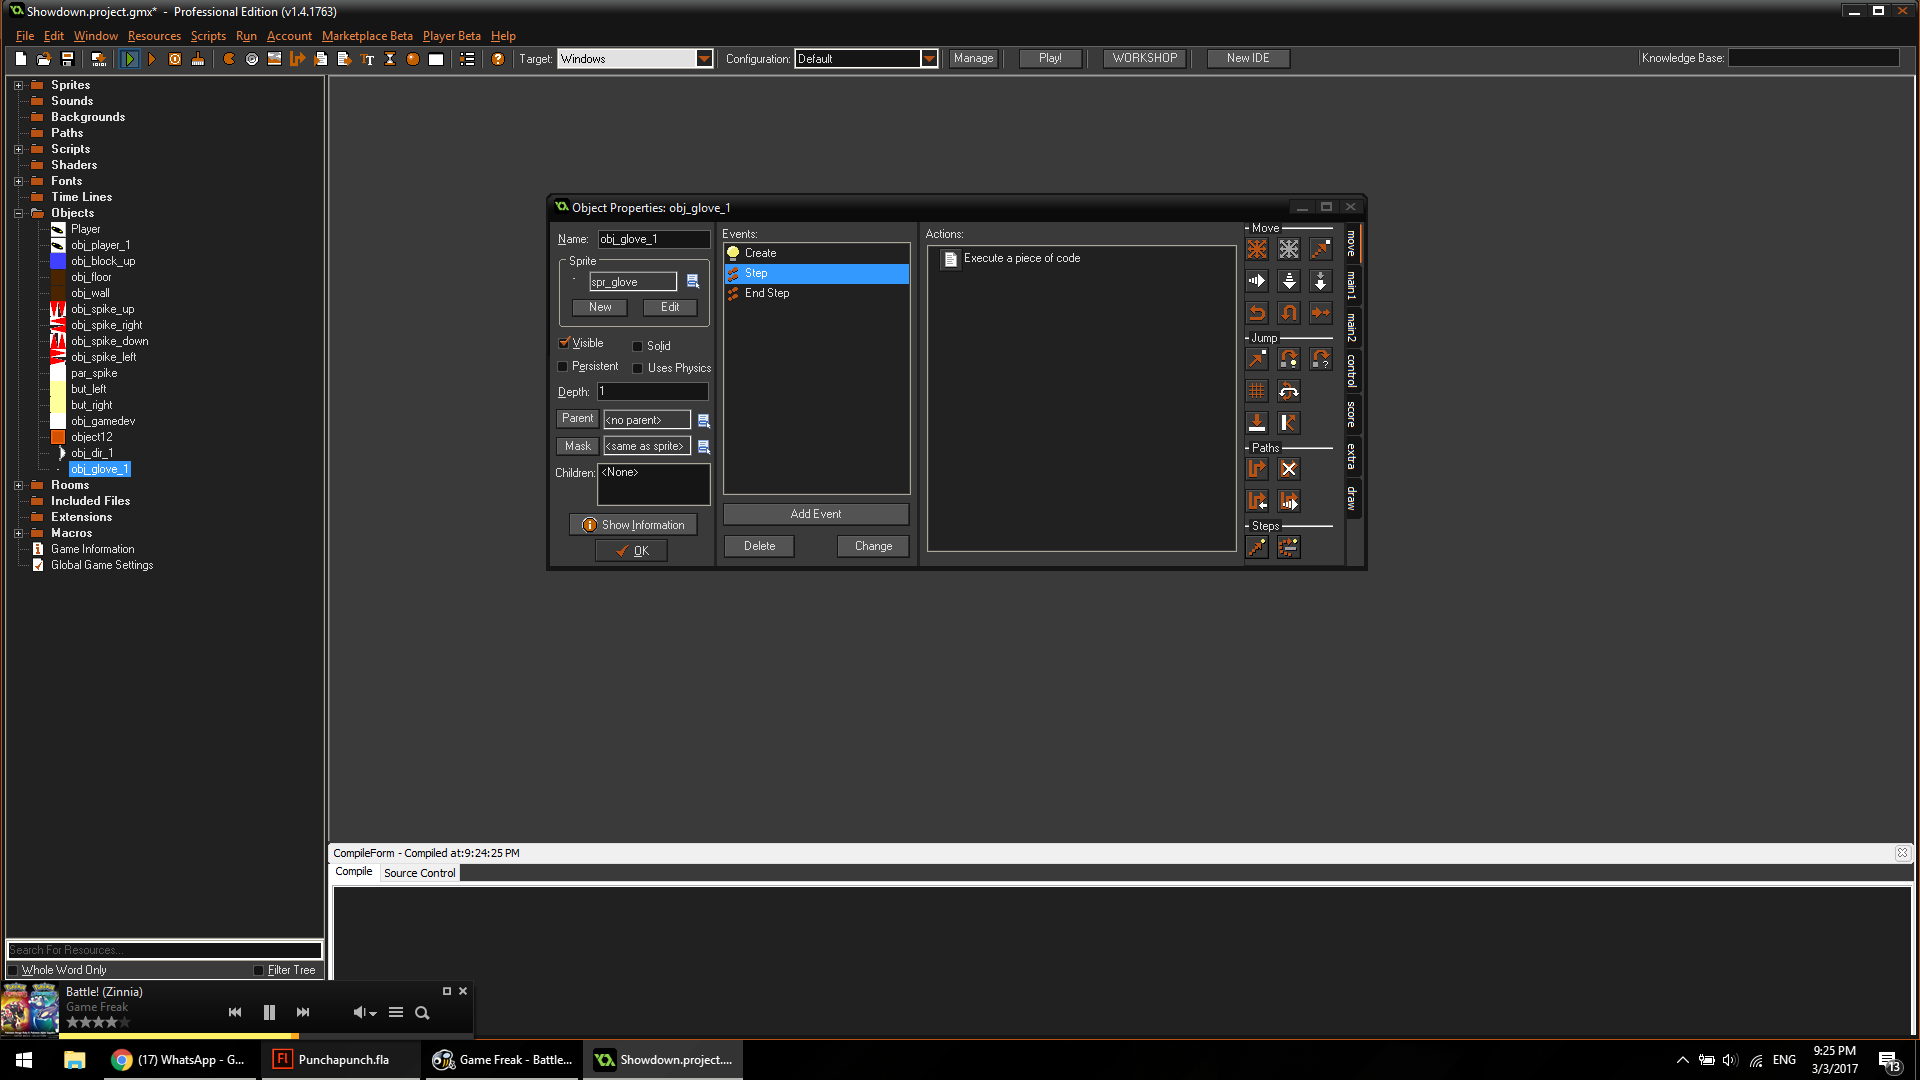 Showdown.project.gmx* - Professional Edition (v1.4.1763)
File Edit Window Resources Scripts Run Account Marketplace Beta Player Beta Help
Target: Windows Configuration: Default Manage Play! WORKSHOP New IDE Knowledge Base:
Sprites
Sounds
Backgrounds
Paths
Scripts
Shaders
Fonts
Time Lines
Objects
Player
obj_player_1
obj_block_up
obj_floor
obj_wall
obj_spike_up
obj_spike_right
obj_spike_down
obj_spike_left
par_spike
but_left
but_right
obj_gamedev
object12
obj_dir_1
obj_glove_1
Rooms
Included Files
Extensions
Macros
Game Information
Global Game Settings
Search For Resources...
Whole Word Only Filter Tree
Object Properties: obj_glove_1
Name: obj_glove_1
Sprite
spr_glove
New Edit
Visible Solid
Persistent Uses Physics
Depth: 1
Parent <no parent>
Mask <same as sprite>
Children: <None>
Show Information
OK
Events:
Create
Step
End Step
Add Event
Delete Change
Actions:
Execute a piece of code
Move
Jump
Paths
Steps
move
main1
main2
control
score
extra
draw
CompileForm - Compiled at:9:24:25 PM
Compile Source Control
Battle! (Zinnia)
Game Freak
(17) WhatsApp - G...
Punchapunch.fla
Game Freak - Battle...
Showdown.project....
ENG
9:25 PM
3/3/2017
13